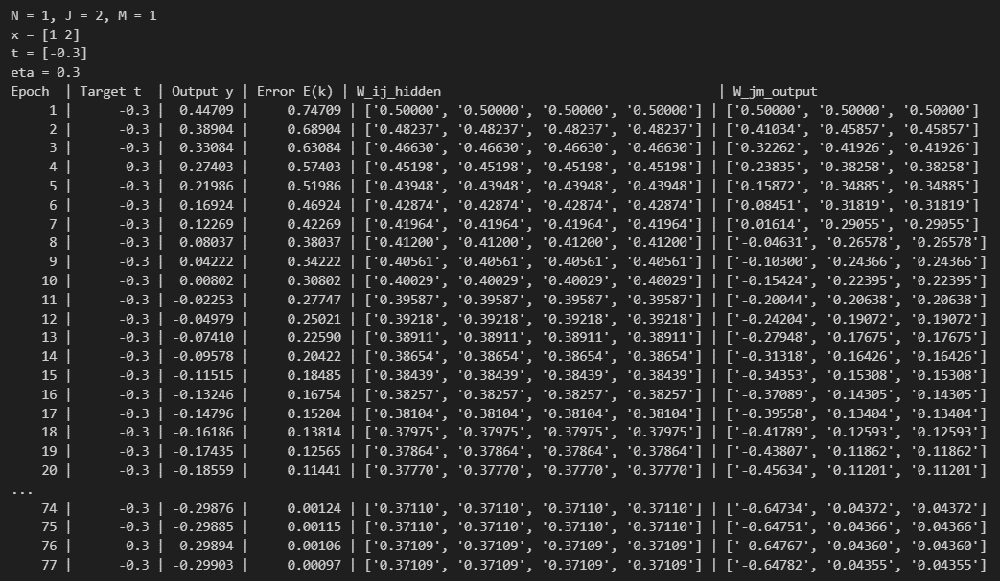 N = 1, J = 2, M = 1
x = [1 2]
t = [-0.3]
eta = 0.3
Epoch | Target t | Output y | Error E(k) | W_ij_hidden | W_jm_output
1 | -0.3 | 0.44709 | 0.74709 | ['0.50000', '0.50000', '0.50000', '0.50000'] | ['0.50000', '0.50000', '0.50000']
2 | -0.3 | 0.38904 | 0.68904 | ['0.48237', '0.48237', '0.48237', '0.48237'] | ['0.41034', '0.45857', '0.45857']
3 | -0.3 | 0.33084 | 0.63084 | ['0.46630', '0.46630', '0.46630', '0.46630'] | ['0.32262', '0.41926', '0.41926']
4 | -0.3 | 0.27403 | 0.57403 | ['0.45198', '0.45198', '0.45198', '0.45198'] | ['0.23835', '0.38258', '0.38258']
5 | -0.3 | 0.21986 | 0.51986 | ['0.43948', '0.43948', '0.43948', '0.43948'] | ['0.15872', '0.34885', '0.34885']
6 | -0.3 | 0.16924 | 0.46924 | ['0.42874', '0.42874', '0.42874', '0.42874'] | ['0.08451', '0.31819', '0.31819']
7 | -0.3 | 0.12269 | 0.42269 | ['0.41964', '0.41964', '0.41964', '0.41964'] | ['0.01614', '0.29055', '0.29055']
8 | -0.3 | 0.08037 | 0.38037 | ['0.41200', '0.41200', '0.41200', '0.41200'] | ['-0.04631', '0.26578', '0.26578']
9 | -0.3 | 0.04222 | 0.34222 | ['0.40561', '0.40561', '0.40561', '0.40561'] | ['-0.10300', '0.24366', '0.24366']
10 | -0.3 | 0.00802 | 0.30802 | ['0.40029', '0.40029', '0.40029', '0.40029'] | ['-0.15424', '0.22395', '0.22395']
11 | -0.3 | -0.02253 | 0.27747 | ['0.39587', '0.39587', '0.39587', '0.39587'] | ['-0.20044', '0.20638', '0.20638']
12 | -0.3 | -0.04979 | 0.25021 | ['0.39218', '0.39218', '0.39218', '0.39218'] | ['-0.24204', '0.19072', '0.19072']
13 | -0.3 | -0.07410 | 0.22590 | ['0.38911', '0.38911', '0.38911', '0.38911'] | ['-0.27948', '0.17675', '0.17675']
14 | -0.3 | -0.09578 | 0.20422 | ['0.38654', '0.38654', '0.38654', '0.38654'] | ['-0.31318', '0.16426', '0.16426']
15 | -0.3 | -0.11515 | 0.18485 | ['0.38439', '0.38439', '0.38439', '0.38439'] | ['-0.34353', '0.15308', '0.15308']
16 | -0.3 | -0.13246 | 0.16754 | ['0.38257', '0.38257', '0.38257', '0.38257'] | ['-0.37089', '0.14305', '0.14305']
17 | -0.3 | -0.14796 | 0.15204 | ['0.38104', '0.38104', '0.38104', '0.38104'] | ['-0.39558', '0.13404', '0.13404']
18 | -0.3 | -0.16186 | 0.13814 | ['0.37975', '0.37975', '0.37975', '0.37975'] | ['-0.41789', '0.12593', '0.12593']
19 | -0.3 | -0.17435 | 0.12565 | ['0.37864', '0.37864', '0.37864', '0.37864'] | ['-0.43807', '0.11862', '0.11862']
20 | -0.3 | -0.18559 | 0.11441 | ['0.37770', '0.37770', '0.37770', '0.37770'] | ['-0.45634', '0.11201', '0.11201']
...
74 | -0.3 | -0.29876 | 0.00124 | ['0.37110', '0.37110', '0.37110', '0.37110'] | ['-0.64734', '0.04372', '0.04372']
75 | -0.3 | -0.29885 | 0.00115 | ['0.37110', '0.37110', '0.37110', '0.37110'] | ['-0.64751', '0.04366', '0.04366']
76 | -0.3 | -0.29894 | 0.00106 | ['0.37109', '0.37109', '0.37109', '0.37109'] | ['-0.64767', '0.04360', '0.04360']
77 | -0.3 | -0.29903 | 0.00097 | ['0.37109', '0.37109', '0.37109', '0.37109'] | ['-0.64782', '0.04355', '0.04355']